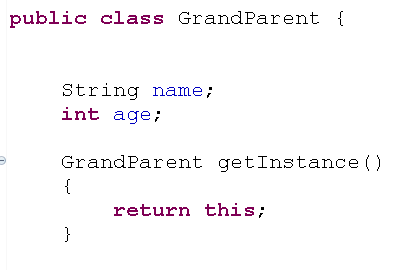 public class GrandParent {
String name;
int age;
GrandParent getInstance()
{
return this;
}